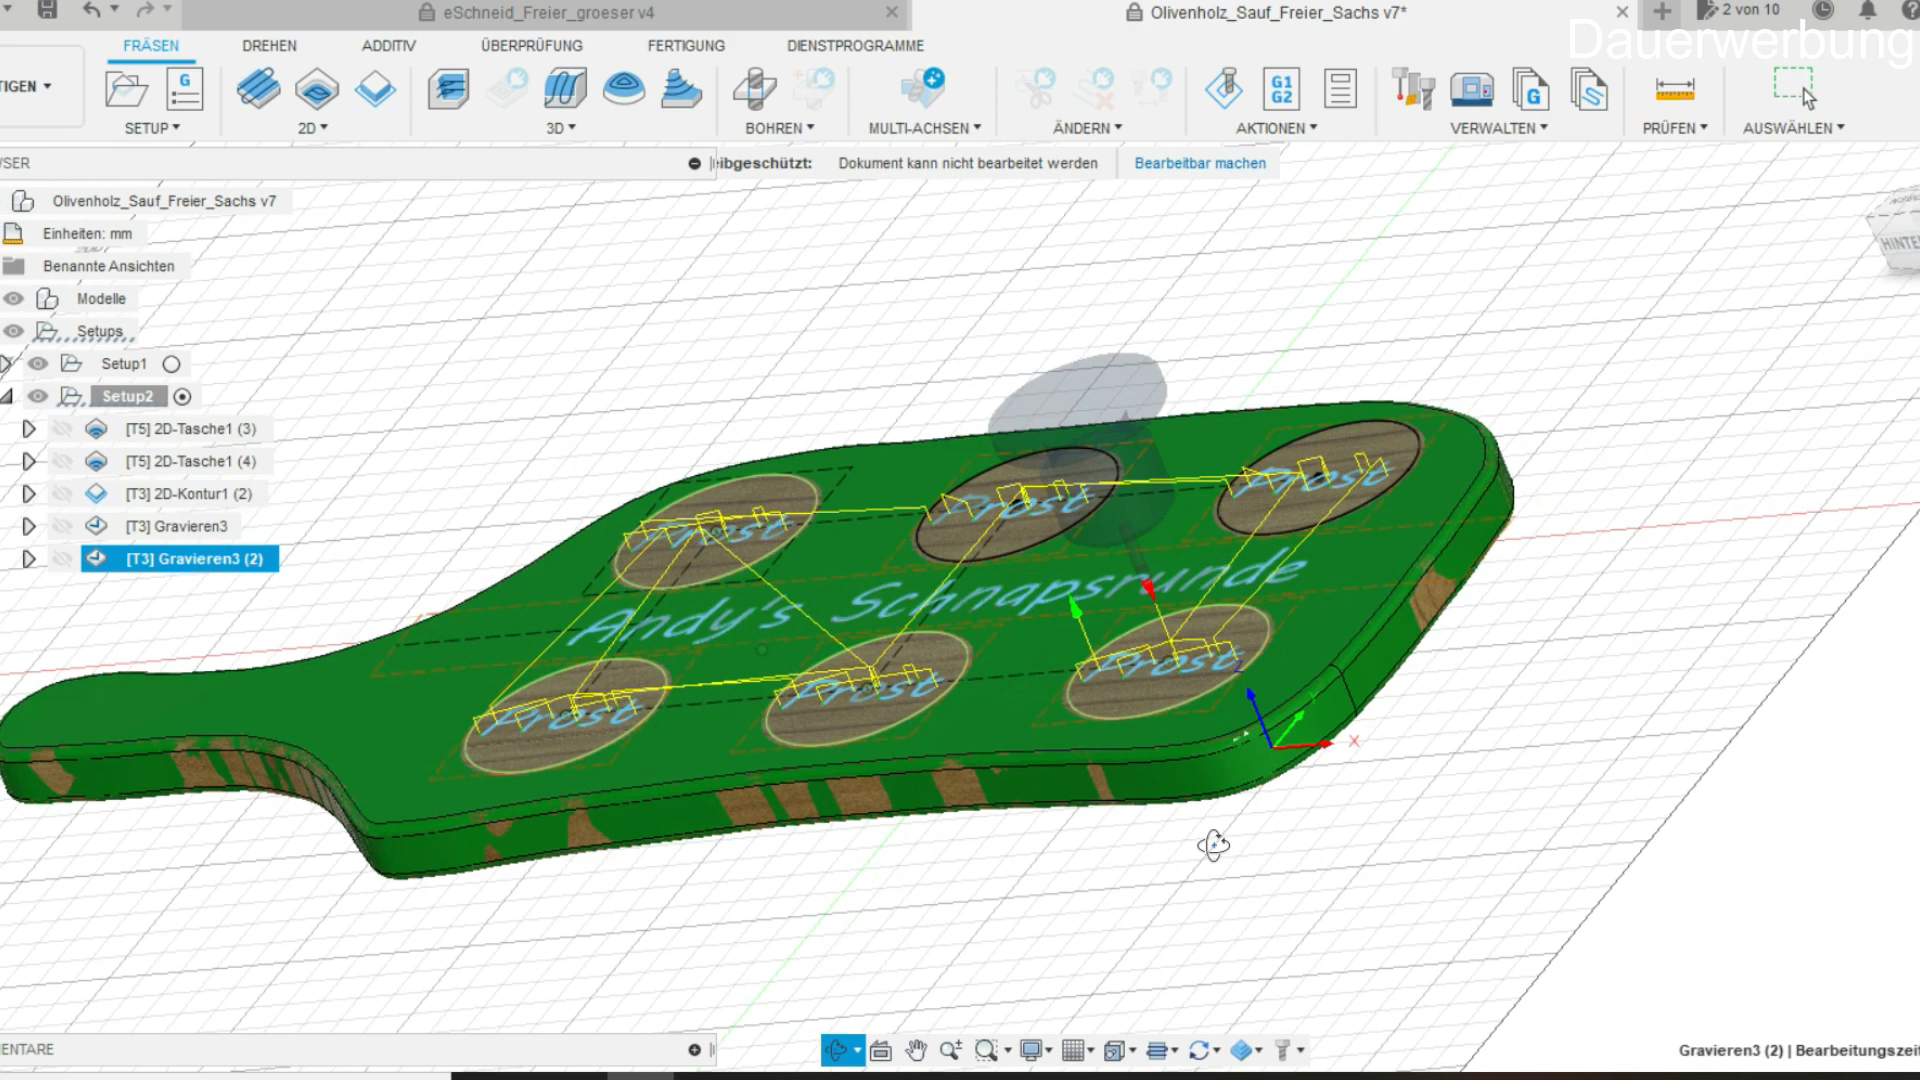 eSchneid_Freier_groeser v4
Olivenholz_Sauf_Freier_Sachs v7*
2 von 10
Dauerwerbung
FRÄSEN
DREHEN
ADDITIV
ÜBERPRÜFUNG
FERTIGUNG
DIENSTPROGRAMME
TIGEN
G
G1
G2
G
SETUP
2D
3D
BOHREN
MULTI-ACHSEN
ÄNDERN
AKTIONEN
VERWALTEN
PRÜFEN
AUSWÄHLEN
SER
ibgeschützt:
Dokument kann nicht bearbeitet werden
Bearbeitbar machen
Olivenholz_Sauf_Freier_Sachs v7
Einheiten: mm
Benannte Ansichten
Modelle
Setups
Setup1
Setup2
[T5] 2D-Tasche1 (3)
[T5] 2D-Tasche1 (4)
[T3] 2D-Kontur1 (2)
[T3] Gravieren3
[T3] Gravieren3 (2)
HINTE
Prost
Prost
Prost
Andy's Schnapsrunde
Prost
Prost
Prost
Z
X
ENTARE
Gravieren3 (2) | Bearbeitungszeit